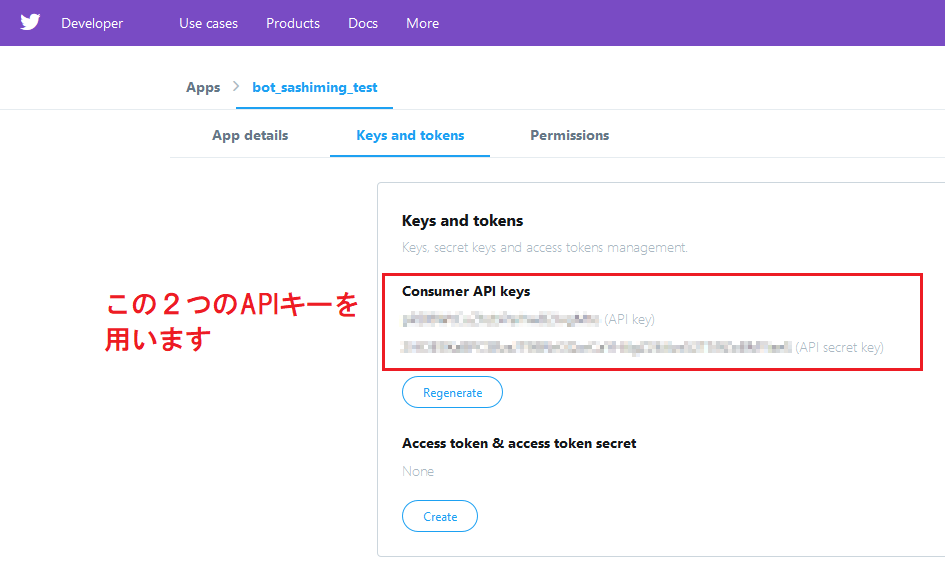 Developer Use cases Products Docs More
Apps > bot_sashiming_test
App details Keys and tokens Permissions
Keys and tokens
Keys, secret keys and access tokens management.
この２つのAPIキーを
用います
Consumer API keys
(API key)
(API secret key)
Regenerate
Access token & access token secret
None
Create